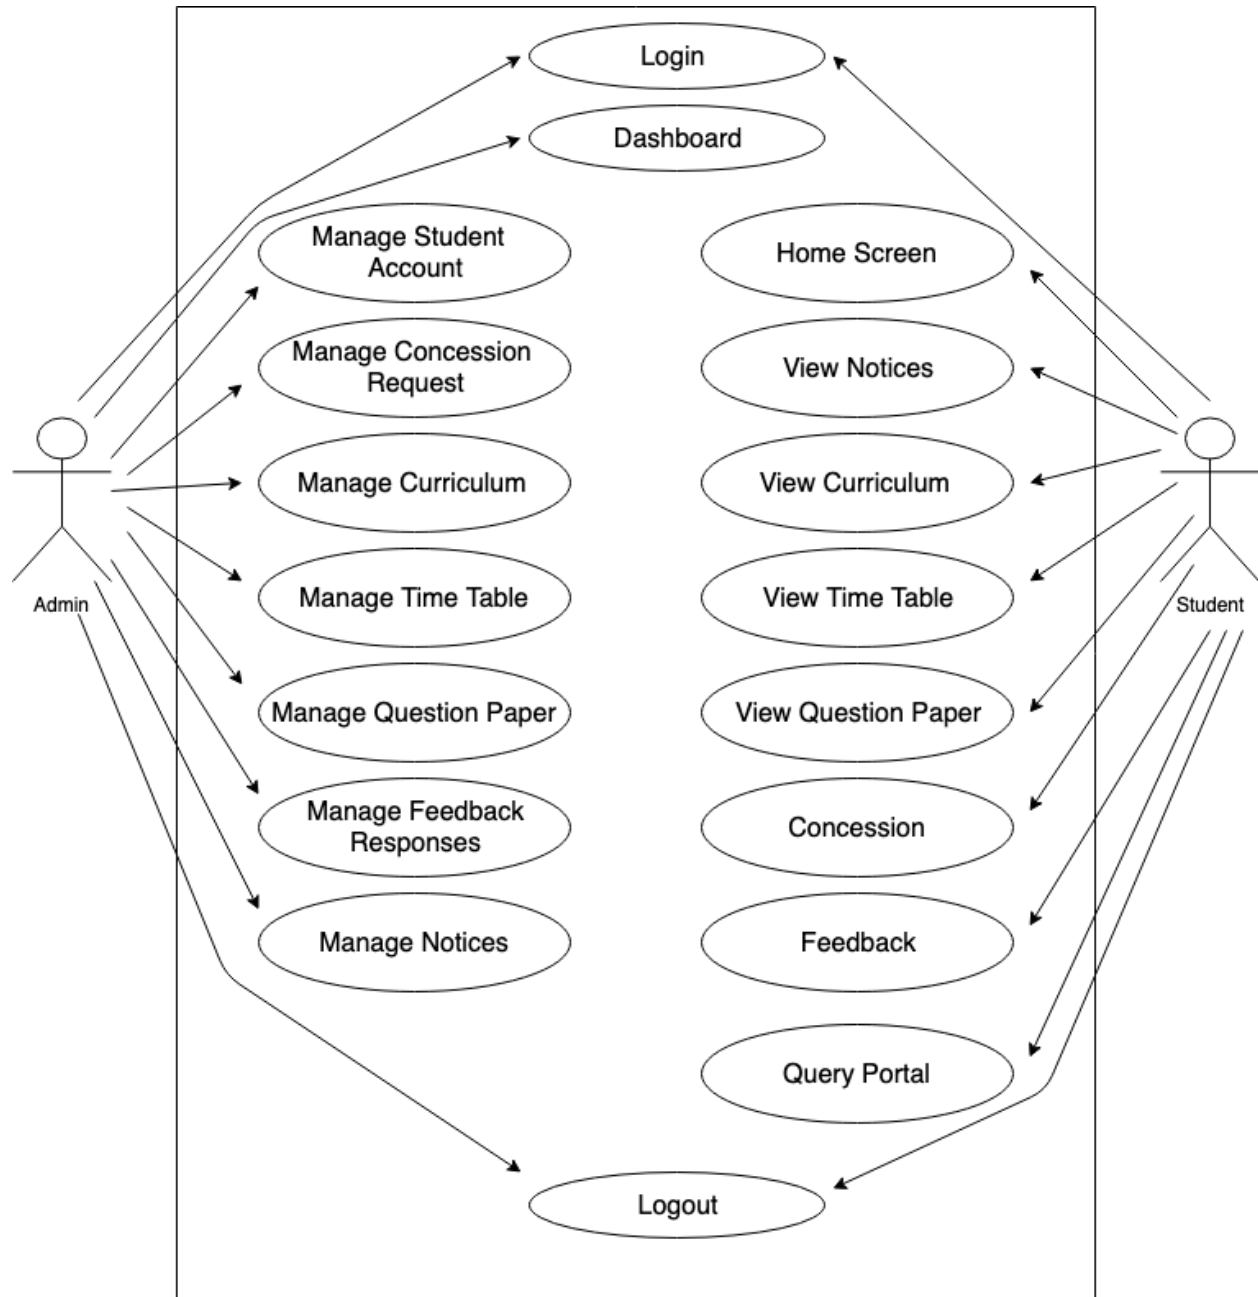 Login
Dashboard
Manage Student
Account
Home Screen
Manage Concession
Request
View Notices
Manage Curriculum
View Curriculum
Manage Time Table
View Time Table
Admin
Student
Manage Question Paper
View Question Paper
Manage Feedback
Responses
Concession
Manage Notices
Feedback
Query Portal
Logout